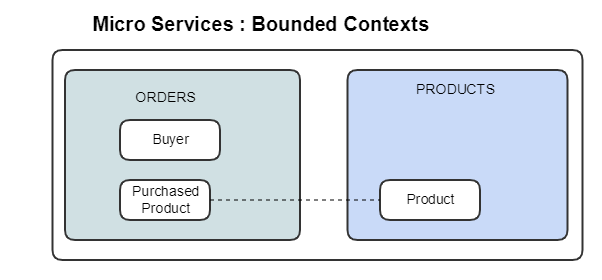 Micro Services : Bounded Contexts
ORDERS
PRODUCTS
Buyer
Purchased
Product
Product